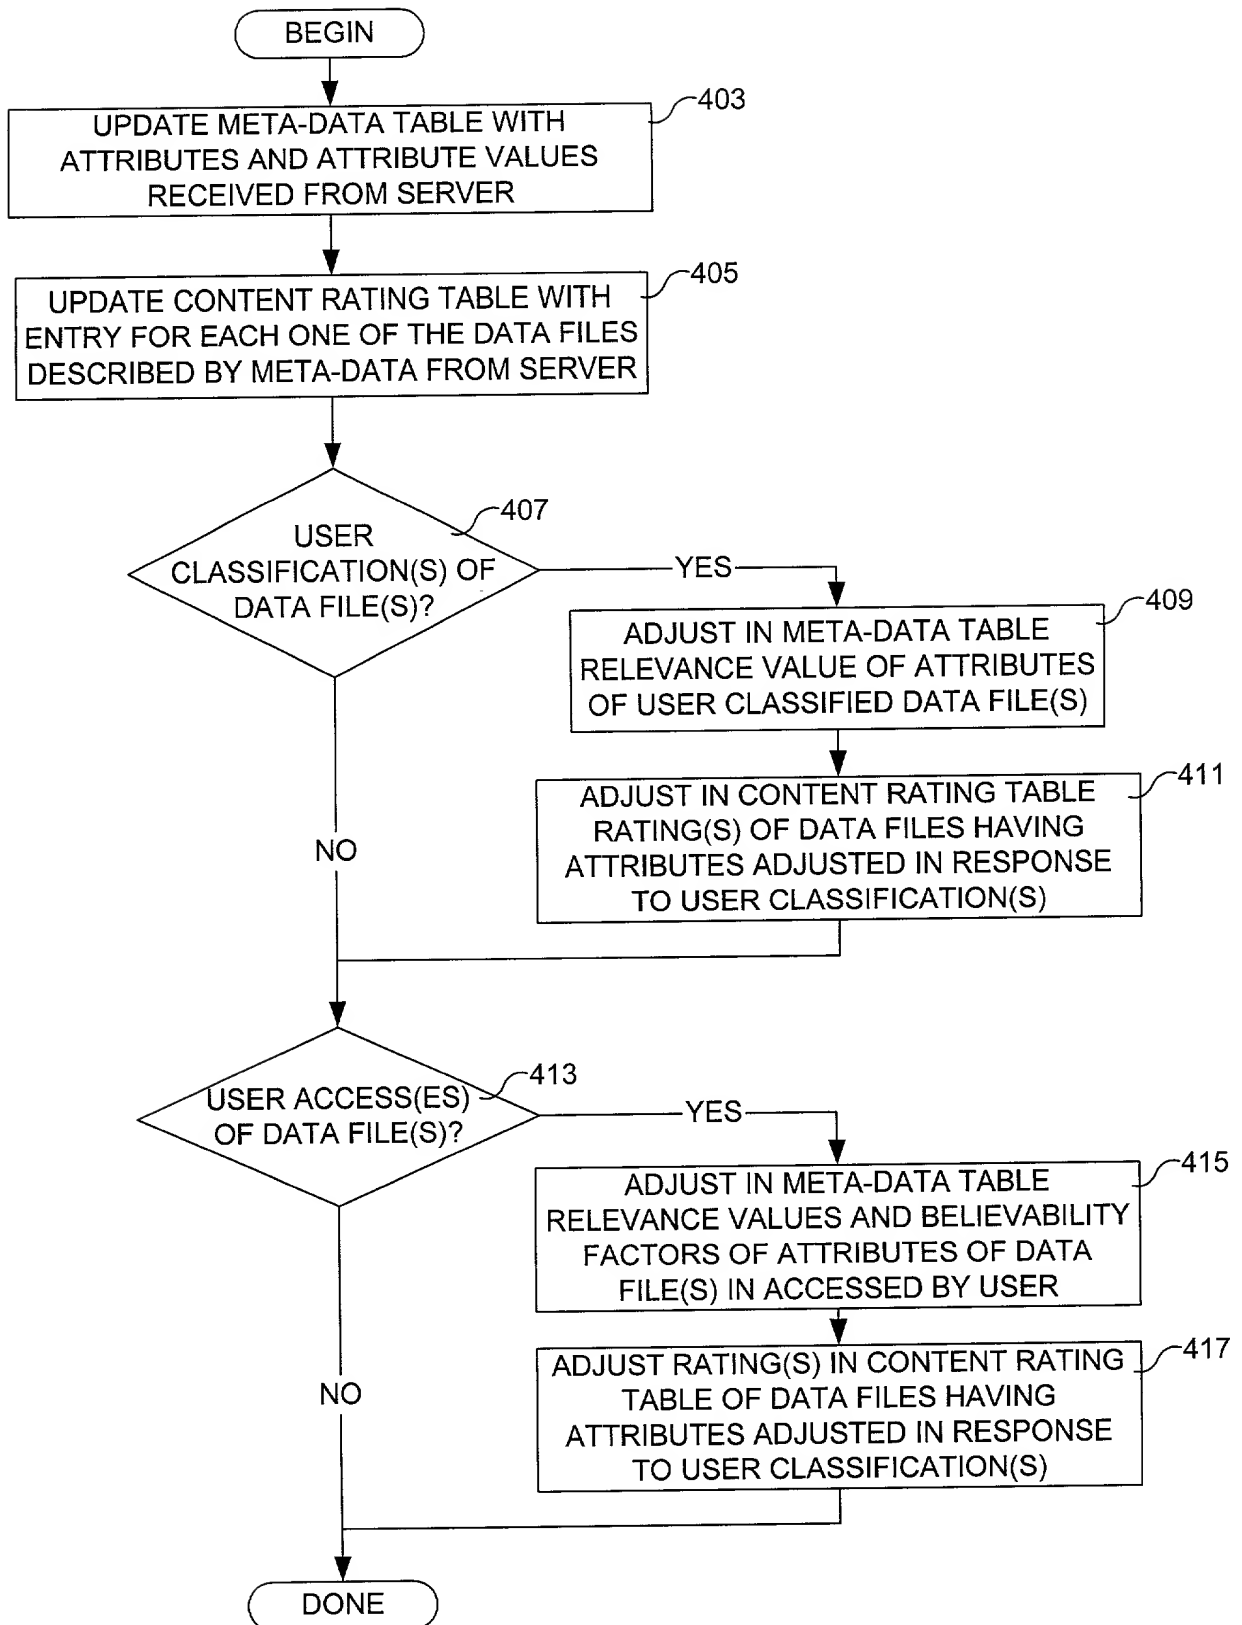 BEGIN
403
UPDATE META-DATA TABLE WITH
ATTRIBUTES AND ATTRIBUTE VALUES
RECEIVED FROM SERVER
405
UPDATE CONTENT RATING TABLE WITH
ENTRY FOR EACH ONE OF THE DATA FILES
DESCRIBED BY META-DATA FROM SERVER
407
USER
CLASSIFICATION(S) OF
DATA FILE(S)?
YES
409
ADJUST IN META-DATA TABLE
RELEVANCE VALUE OF ATTRIBUTES
OF USER CLASSIFIED DATA FILE(S)
411
ADJUST IN CONTENT RATING TABLE
RATING(S) OF DATA FILES HAVING
ATTRIBUTES ADJUSTED IN RESPONSE
TO USER CLASSIFICATION(S)
NO
413
USER ACCESS(ES)
OF DATA FILE(S)?
YES
415
ADJUST IN META-DATA TABLE
RELEVANCE VALUES AND BELIEVABILITY
FACTORS OF ATTRIBUTES OF DATA
FILE(S) IN ACCESSED BY USER
417
ADJUST RATING(S) IN CONTENT RATING
TABLE OF DATA FILES HAVING
ATTRIBUTES ADJUSTED IN RESPONSE
TO USER CLASSIFICATION(S)
NO
DONE